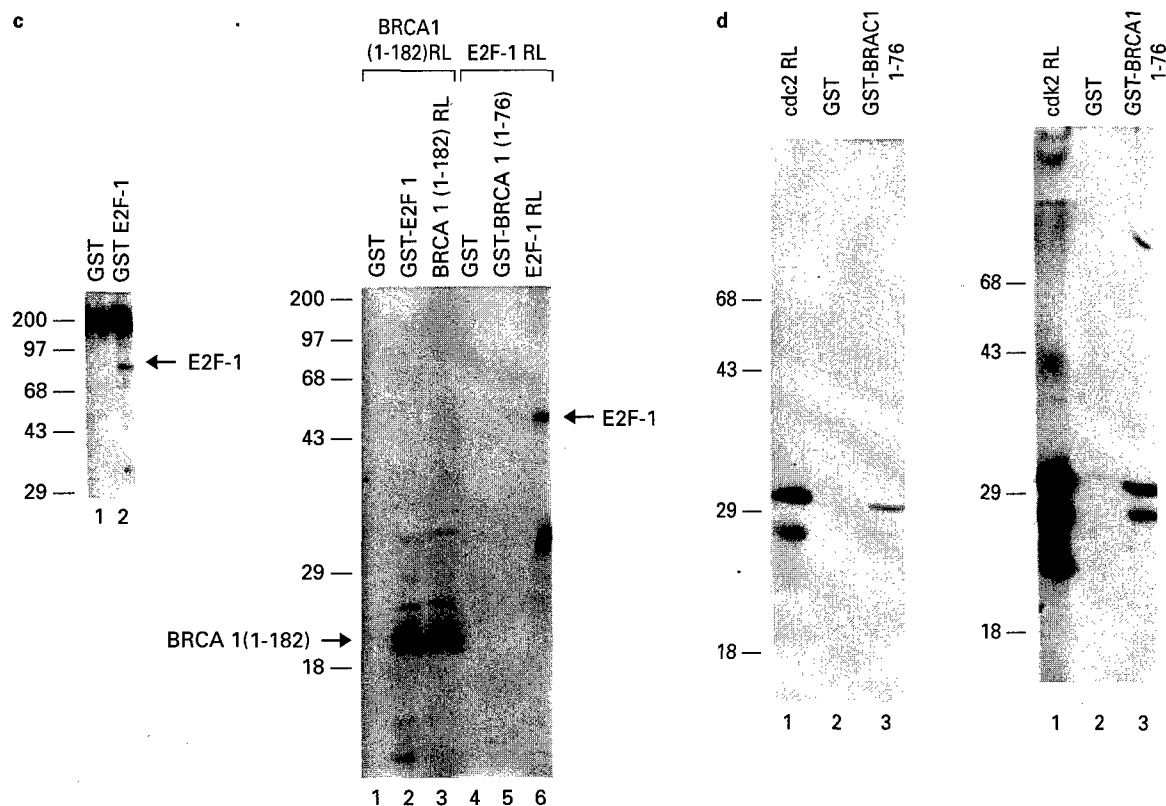 c
GST
GST E2F-1
200
97
68
43
29
E2F-1
1 2
BRCA1
(1-182)RL
E2F-1 RL
GST
GST-E2F 1
BRCA 1 (1-182) RL
GST
GST-BRCA 1 (1-76)
E2F-1 RL
200
97
68
43
29
18
E2F-1
BRCA 1(1-182)
1 2 3 4 5 6
d
cdc2 RL
GST
GST-BRAC1
1-76
68
43
29
18
1 2 3
cdk2 RL
GST
GST-BRCA1
1-76
68
43
29
18
1 2 3